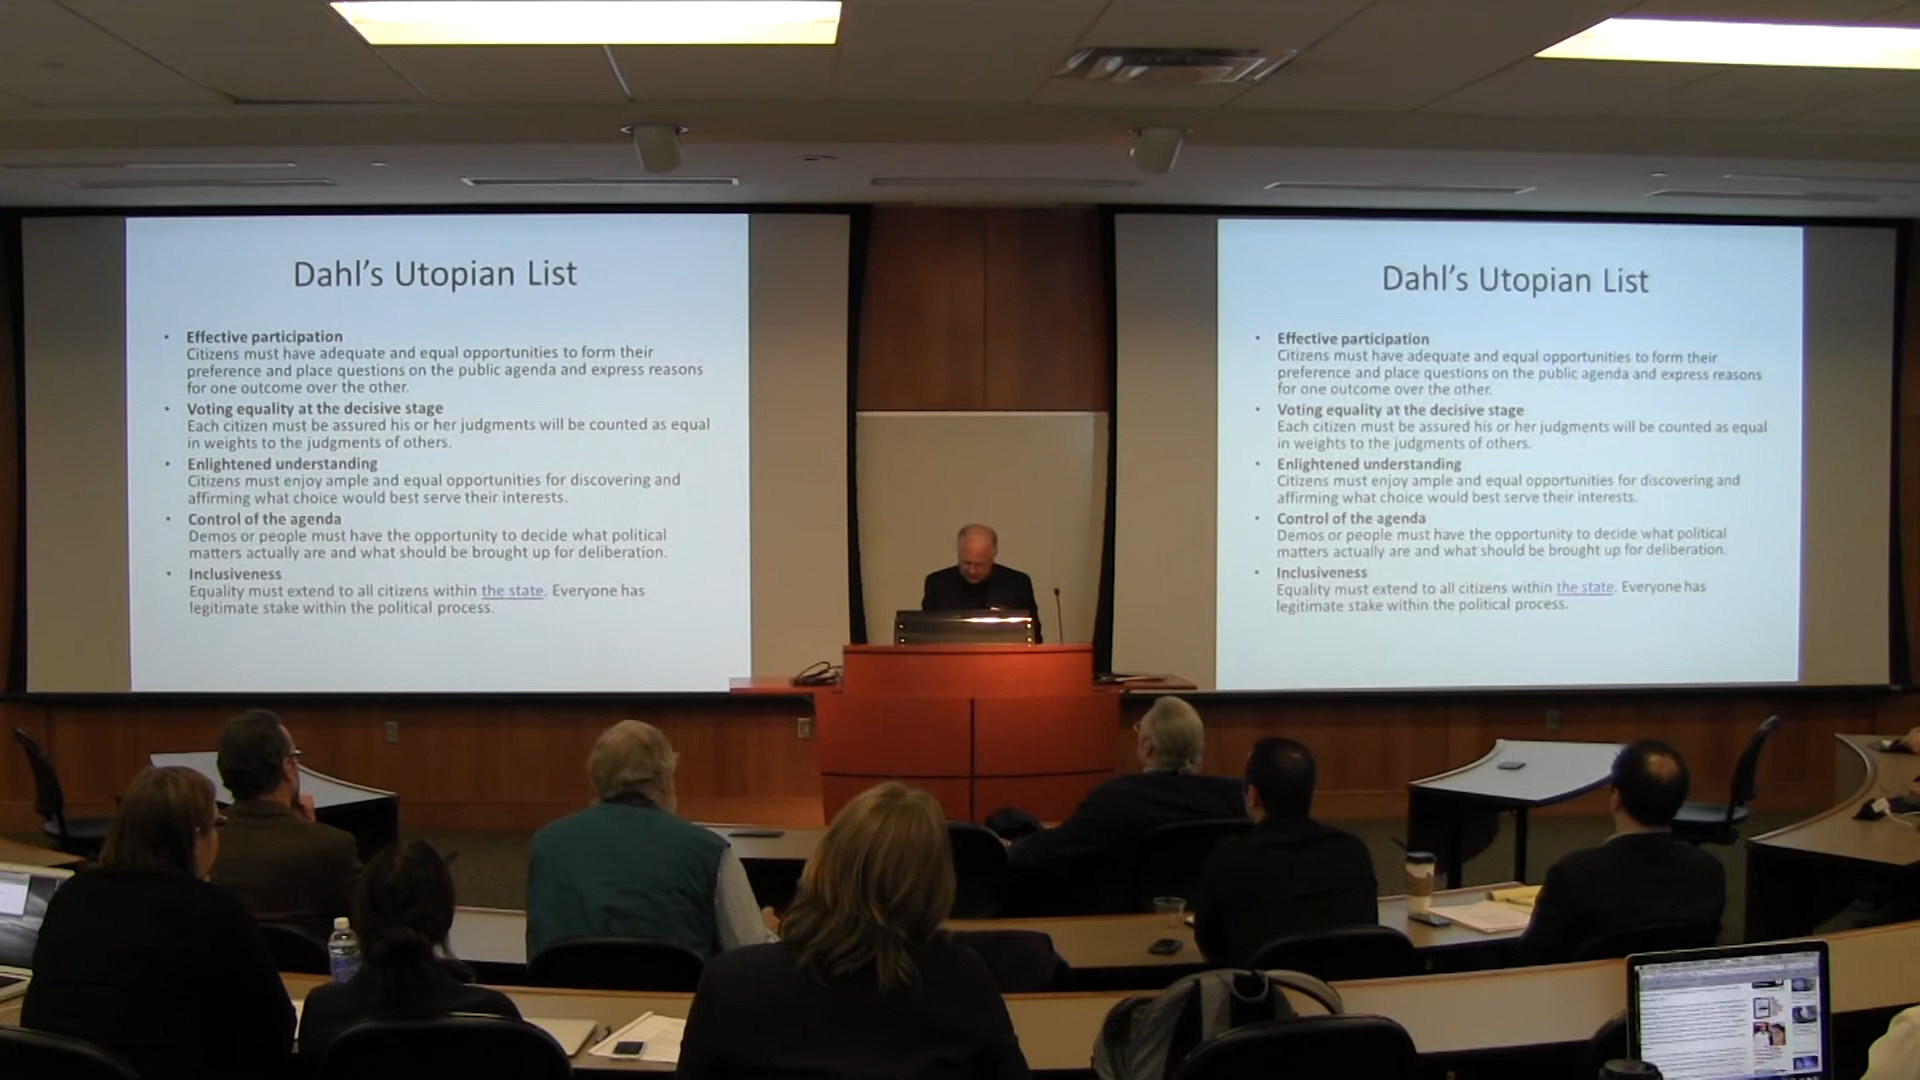 Dahl's Utopian List
• Effective participation
Citizens must have adequate and equal opportunities to form their
preference and place questions on the public agenda and express reasons
for one outcome over the other.
• Voting equality at the decisive stage
Each citizen must be assured his or her judgments will be counted as equal
in weights to the judgments of others.
• Enlightened understanding
Citizens must enjoy ample and equal opportunities for discovering and
affirming what choice would best serve their interests.
• Control of the agenda
Demos or people must have the opportunity to decide what political
matters actually are and what should be brought up for deliberation.
• Inclusiveness
Equality must extend to all citizens within the state. Everyone has
legitimate stake within the political process.
Dahl's Utopian List
• Effective participation
Citizens must have adequate and equal opportunities to form their
preference and place questions on the public agenda and express reasons
for one outcome over the other.
• Voting equality at the decisive stage
Each citizen must be assured his or her judgments will be counted as equal
in weights to the judgments of others.
• Enlightened understanding
Citizens must enjoy ample and equal opportunities for discovering and
affirming what choice would best serve their interests.
• Control of the agenda
Demos or people must have the opportunity to decide what political
matters actually are and what should be brought up for deliberation.
• Inclusiveness
Equality must extend to all citizens within the state. Everyone has
legitimate stake within the political process.